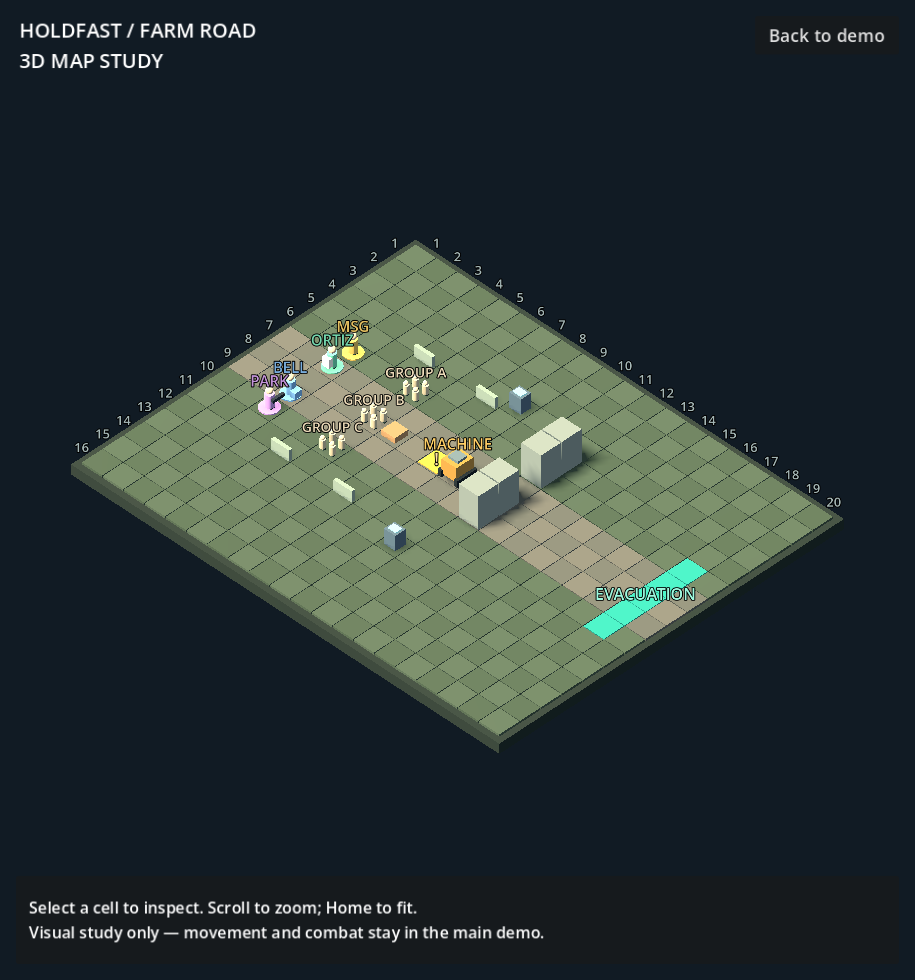 HOLDFAST / FARM ROAD
3D MAP STUDY
Back to demo
1 2 3 4 5 6 7 8 9 10 11 12 13 14 15 16
1 2 3 4 5 6 7 8 9 10 11 12 13 14 15 16 17 18 19 20
MSG
ORTIZ
BELL
PARK
GROUP A
GROUP B
GROUP C
MACHINE
!
EVACUATION
Select a cell to inspect. Scroll to zoom; Home to fit.
Visual study only — movement and combat stay in the main demo.